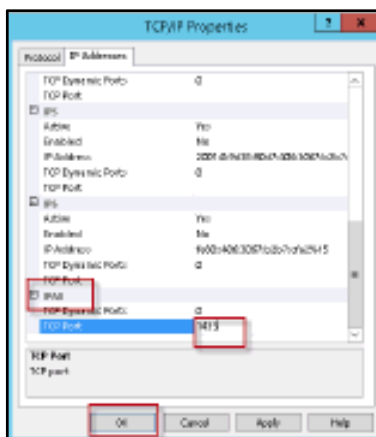 TCP/IP Properties
Protocol IP Addresses
TCP Dynamic Ports 0
TCP Port
IP5
Active Yes
Enabled No
IP Address
TCP Dynamic Ports 0
TCP Port
Active Yes
Enabled No
IP Address
TCP Dynamic Ports 0
TCP Port
IPAll
TCP Dynamic Ports 0
TCP Port
TCP Port
TCP port
OK Cancel Apply Help